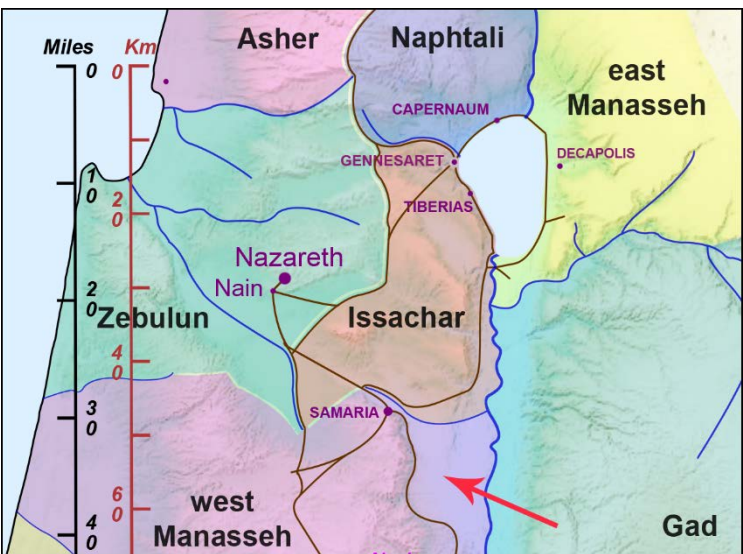 Miles
Km
Asher
Naphtali
east
Manasseh
0
0
CAPERNAUM
GENNESARET
DECAPOLIS
10
20
TIBERIAS
Nazareth
Nain
20
Zebulun
Issachar
40
30
SAMARIA
west
Manasseh
60
40
Gad